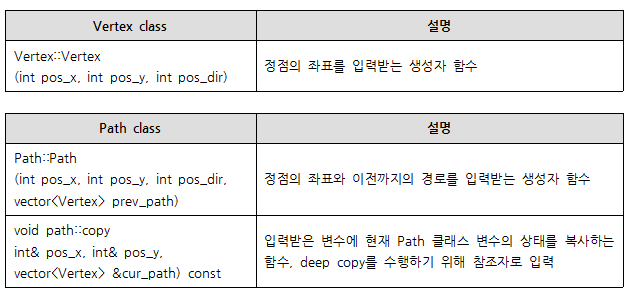 Vertex class 설명
Vertex::Vertex
(int pos_x, int pos_y, int pos_dir)
정점의 좌표를 입력받는 생성자 함수
Path class 설명
Path::Path
(int pos_x, int pos_y, int pos_dir,
vector<Vertex> prev_path)
정점의 좌표와 이전까지의 경로를 입력받는 생성자 함수
void path::copy
int& pos_x, int& pos_y,
vector<Vertex> &cur_path) const
입력받은 변수에 현재 Path 클래스 변수의 상태를 복사하는
함수, deep copy를 수행하기 위해 참조자로 입력